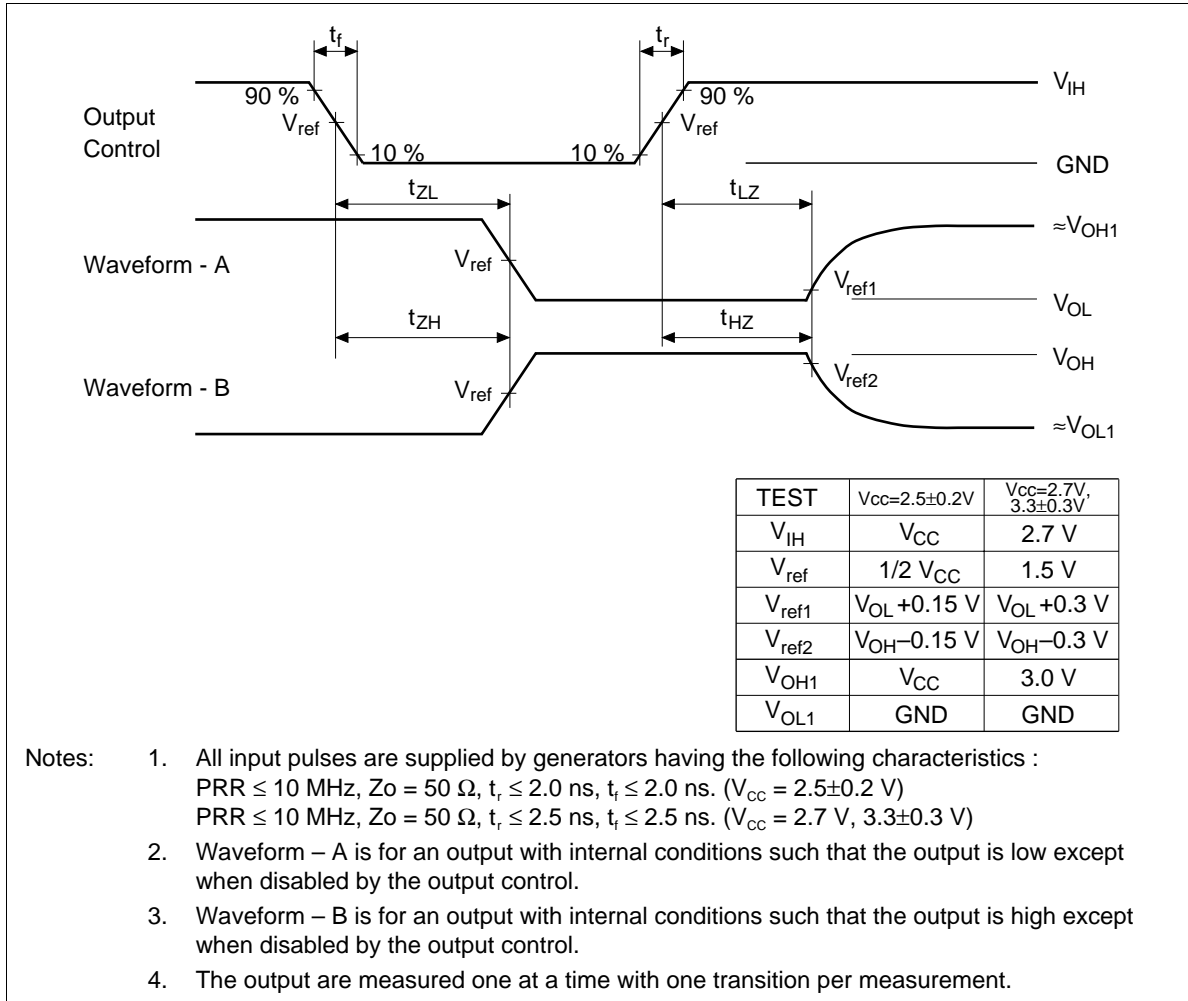 tf
tr
90 %
90 %
VIH
Output
Control
Vref
Vref
10 %
10 %
GND
tZL
tLZ
≈VOH1
Waveform - A
Vref
Vref1
VOL
tZH
tHZ
VOH
Waveform - B
Vref
Vref2
≈VOL1
TEST Vcc=2.5±0.2V Vcc=2.7V, 3.3±0.3V
VIH VCC 2.7 V
Vref 1/2 VCC 1.5 V
Vref1 VOL +0.15 V VOL +0.3 V
Vref2 VOH–0.15 V VOH–0.3 V
VOH1 VCC 3.0 V
VOL1 GND GND
Notes: 1. All input pulses are supplied by generators having the following characteristics :
PRR ≤ 10 MHz, Zo = 50 Ω, tr ≤ 2.0 ns, tf ≤ 2.0 ns. (Vcc = 2.5±0.2 V)
PRR ≤ 10 MHz, Zo = 50 Ω, tr ≤ 2.5 ns, tf ≤ 2.5 ns. (Vcc = 2.7 V, 3.3±0.3 V)
2. Waveform – A is for an output with internal conditions such that the output is low except
when disabled by the output control.
3. Waveform – B is for an output with internal conditions such that the output is high except
when disabled by the output control.
4. The output are measured one at a time with one transition per measurement.